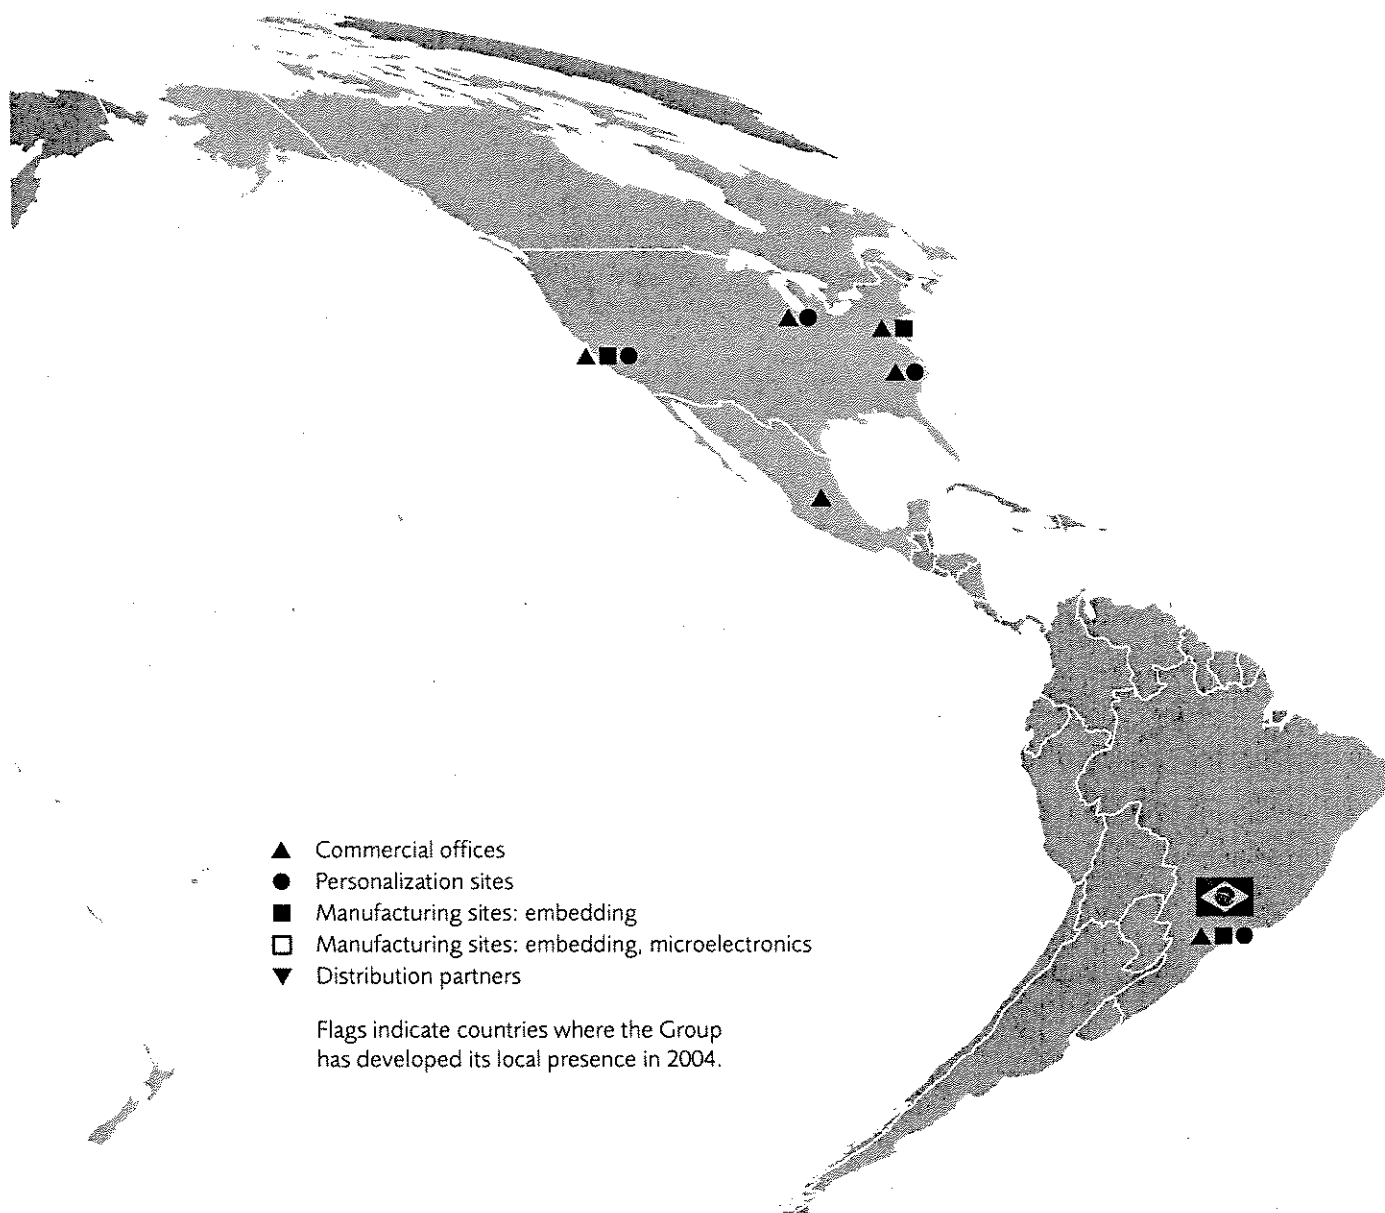 Commercial offices
Personalization sites
Manufacturing sites: embedding
Manufacturing sites: embedding, microelectronics
Distribution partners
Flags indicate countries where the Group
has developed its local presence in 2004.